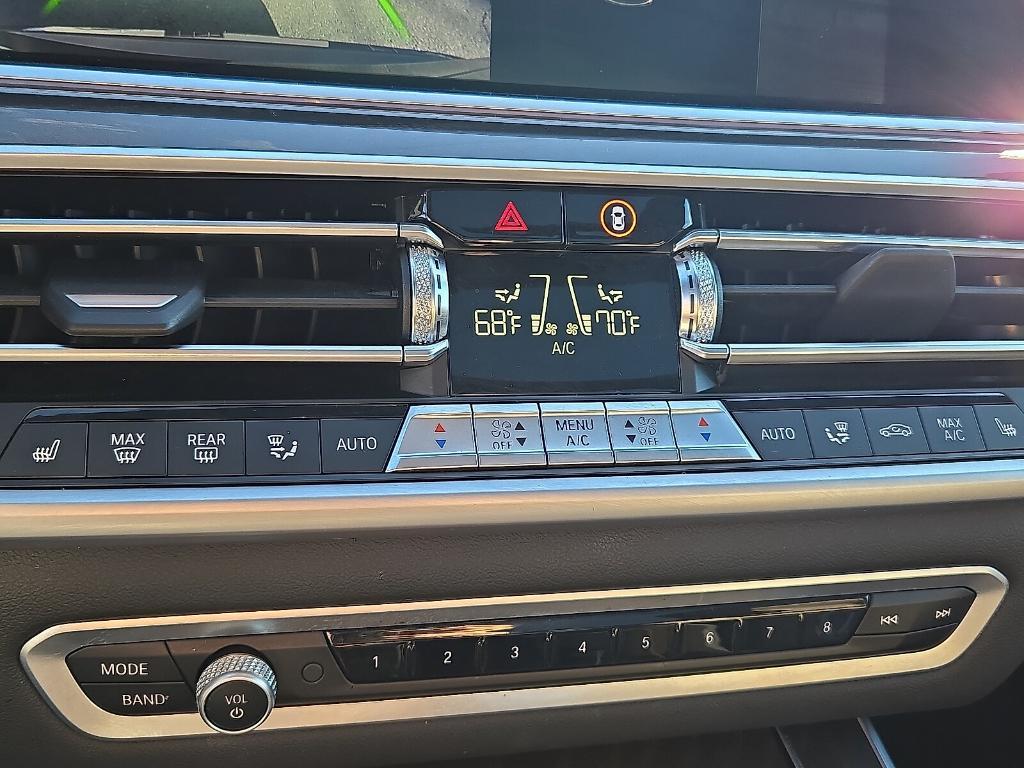 68°F 70°F
A/C
MAX REAR AUTO OFF MENU A/C OFF AUTO MAX A/C
1 2 3 4 5 6 7 8
MODE
BAND
VOL